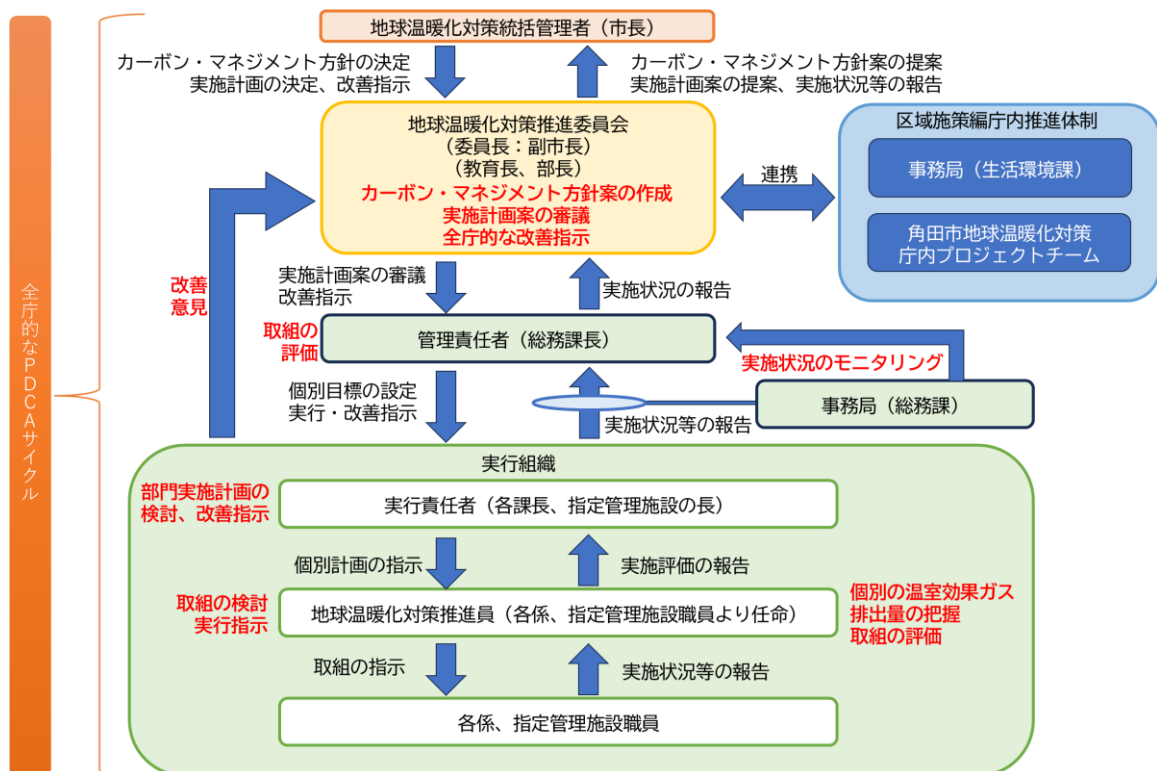 全庁的なPDCAサイクル
地球温暖化対策統括管理者（市長）
カーボン・マネジメント方針の決定
実施計画の決定、改善指示
カーボン・マネジメント方針案の提案
実施計画案の提案、実施状況等の報告
地球温暖化対策推進委員会
（委員長：副市長）
（教育長、部長）
カーボン・マネジメント方針案の作成
実施計画案の審議
全庁的な改善指示
連携
区域施策編庁内推進体制
事務局（生活環境課）
角田市地球温暖化対策
庁内プロジェクトチーム
改善
意見
実施計画案の審議
改善指示
実施状況の報告
取組の
評価
管理責任者（総務課長）
実施状況のモニタリング
事務局（総務課）
個別目標の設定
実行・改善指示
実施状況等の報告
実行組織
部門実施計画の
検討、改善指示
実行責任者（各課長、指定管理施設の長）
個別計画の指示
実施評価の報告
取組の検討
実行指示
地球温暖化対策推進員（各係、指定管理施設職員より任命）
個別の温室効果ガス
排出量の把握
取組の評価
取組の指示
実施状況等の報告
各係、指定管理施設職員